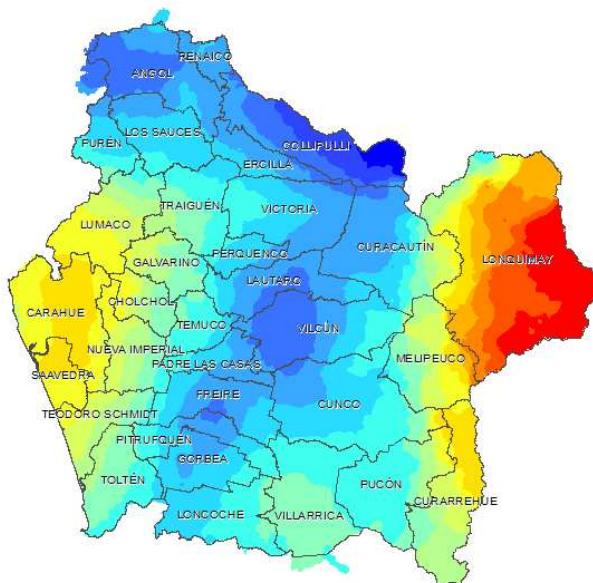 RENAICO
ANGOL
LOS SAUCES
PURÉN
COLLIPULLI
ERCILLA
TRAIGUÉN
VICTORIA
LUMACO
CURACAUTÍN
PERQUENCO
GALVARINO
LONQUIMAY
LAUTARO
CHOLCHOL
CARAHUE
TEMUCO
VILCÚN
NUEVA IMPERIAL
MELIPEUCO
PADRE LAS CASAS
SAAVEDRA
FREIRE
CUNCO
TEODORO SCHMIDT
PITRUFQUÉN
GORBEA
TOLTÉN
PUCÓN
CURARREHUE
LONCOCHE
VILLARRICA